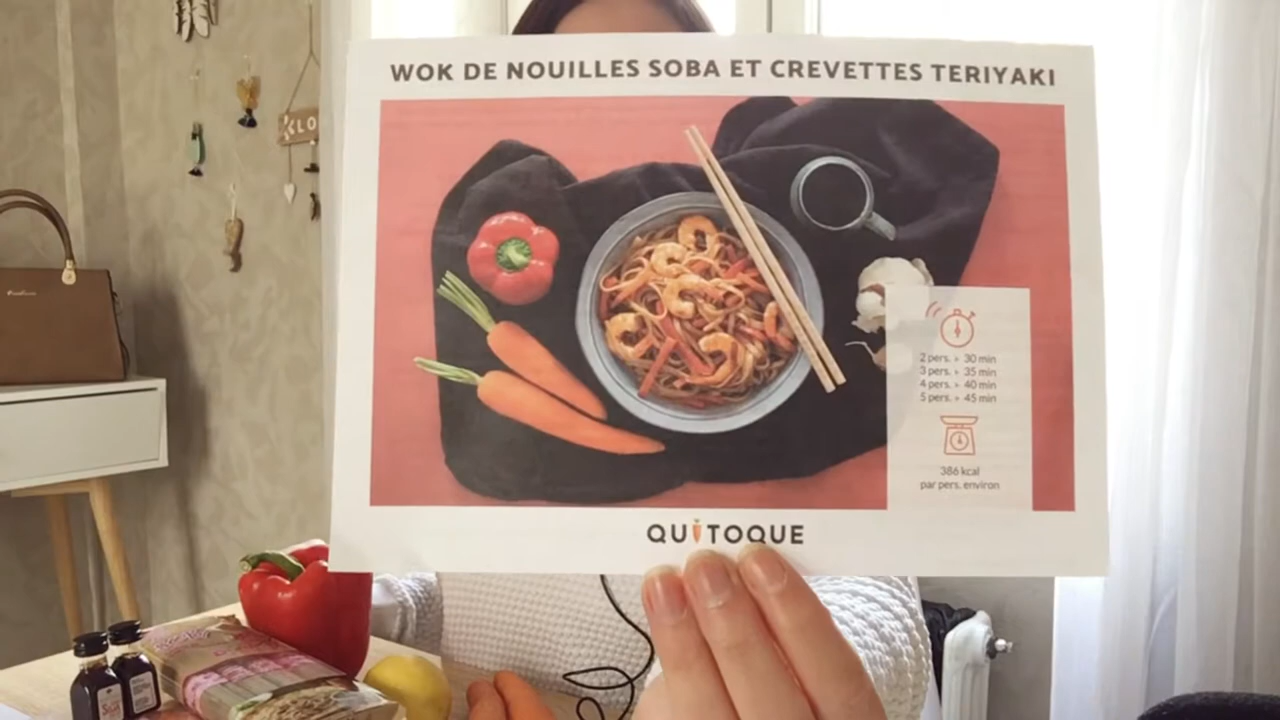 WOK DE NOUILLES SOBA ET CREVETTES TERIYAKI
KLO
2 pers. > 30 min
3 pers. + 35 min
4 pers. + 40 min
5 pers. + 45 min
386 kcal
par pers. environ
QUITOQUE